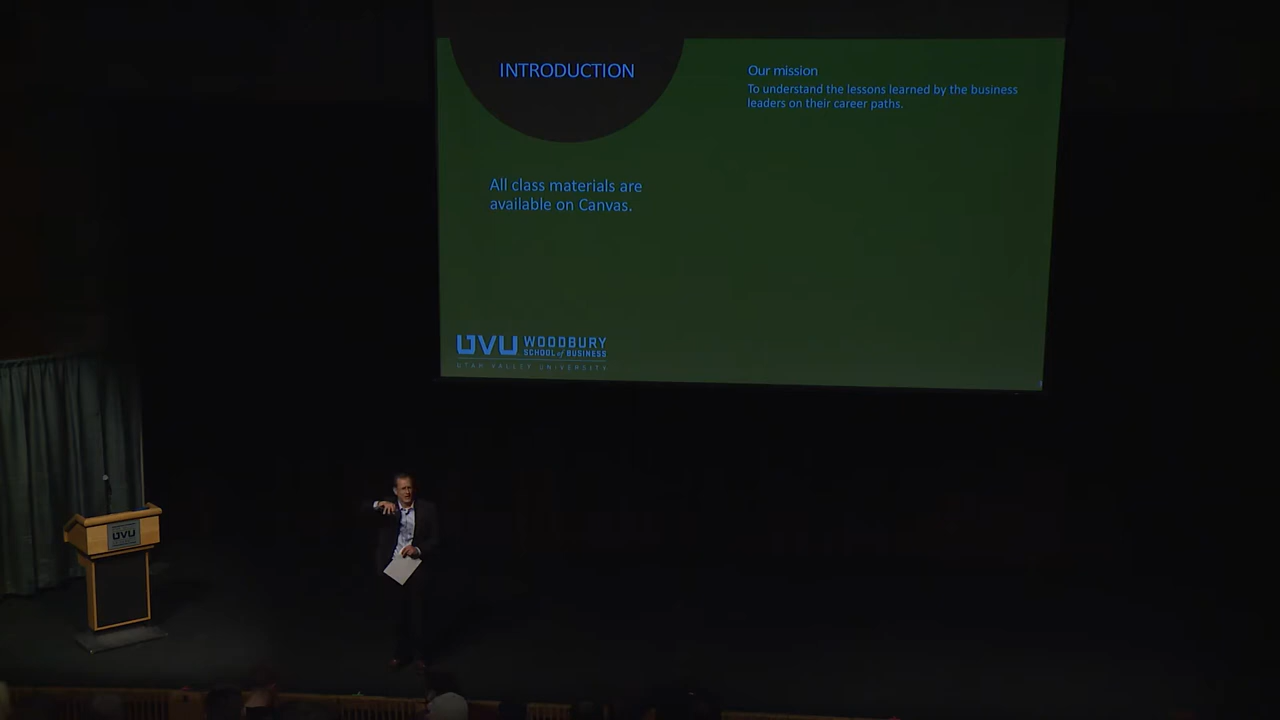 INTRODUCTION
Our mission
To understand the lessons learned by the business
leaders on their career paths.
All class materials are
available on Canvas.
UVU WOODBURY
SCHOOL of BUSINESS
UTAH VALLEY UNIVERSITY
UVU